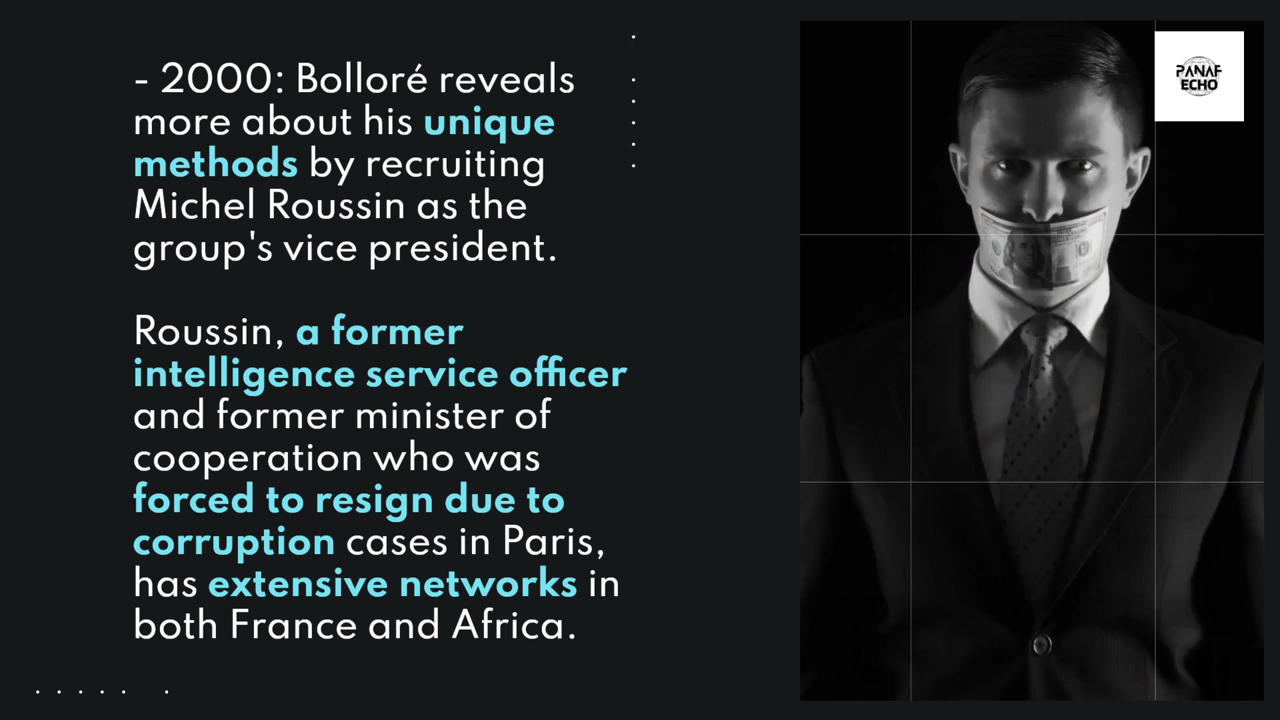 - 2000: Bolloré reveals
more about his unique
methods by recruiting
Michel Roussin as the
group's vice president.
Roussin, a former
intelligence service officer
and former minister of
cooperation who was
forced to resign due to
corruption cases in Paris,
has extensive networks in
both France and Africa.
PANAF
ECHO